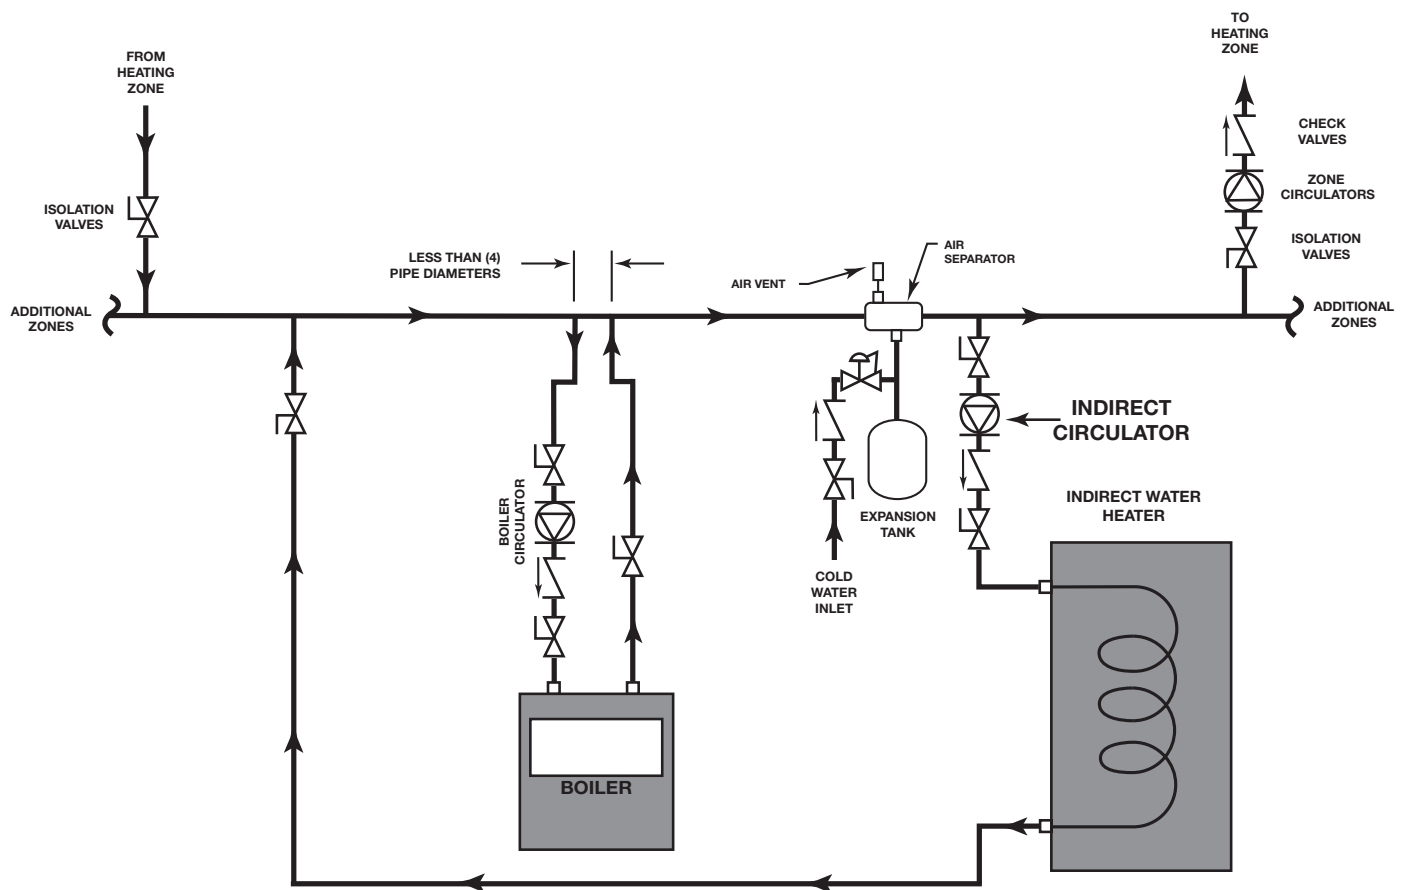 TO
HEATING
ZONE
FROM
HEATING
ZONE
CHECK
VALVES
ZONE
CIRCULATORS
ISOLATION
VALVES
ISOLATION
VALVES
LESS THAN (4)
PIPE DIAMETERS
AIR
SEPARATOR
AIR VENT
ADDITIONAL
ZONES
ADDITIONAL
ZONES
INDIRECT
CIRCULATOR
BOILER
CIRCULATOR
EXPANSION
TANK
INDIRECT WATER
HEATER
COLD
WATER
INLET
BOILER